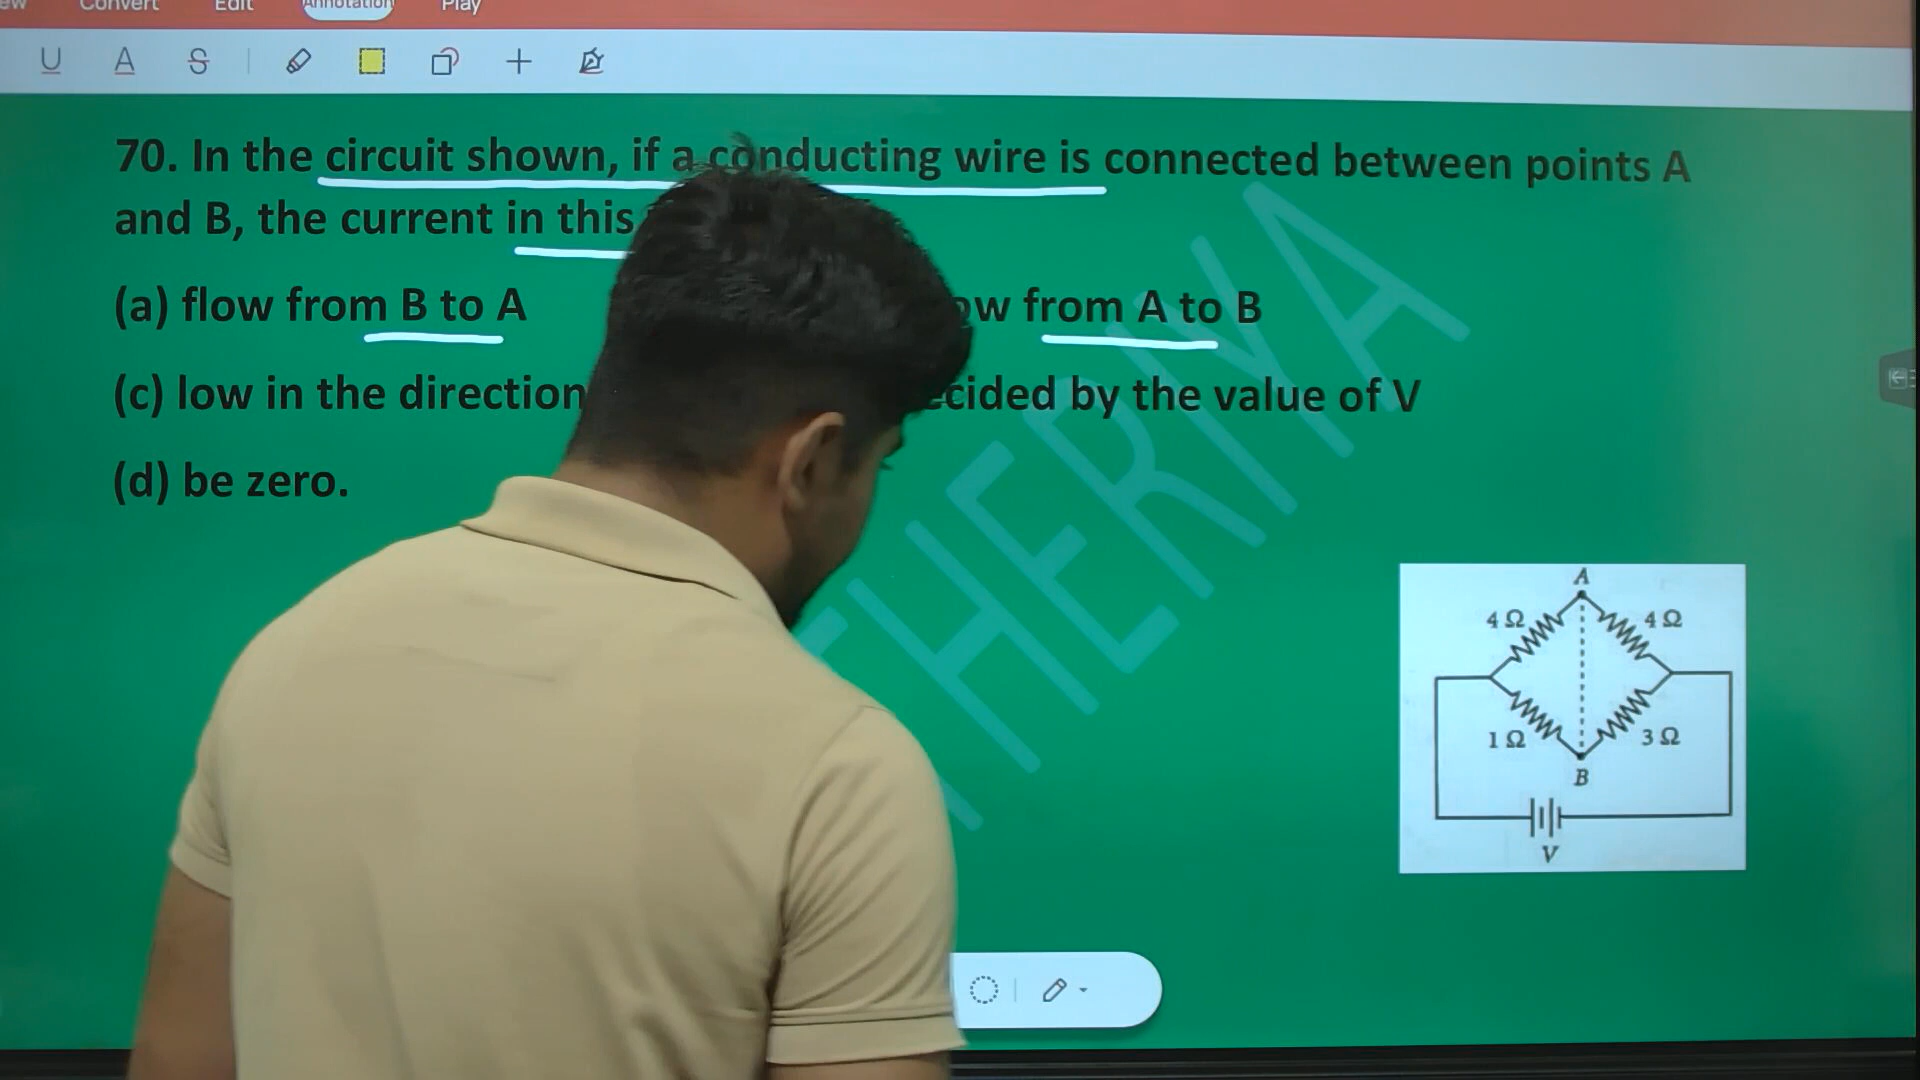 Convert Edit Annotation Play
70. In the circuit shown, if a conducting wire is connected between points A
and B, the current in this
(a) flow from B to A from A to B
(c) low in the direction by the value of V
(d) be zero.
THERIYA
A
4 Ω 4 Ω
1 Ω 3 Ω
B
V